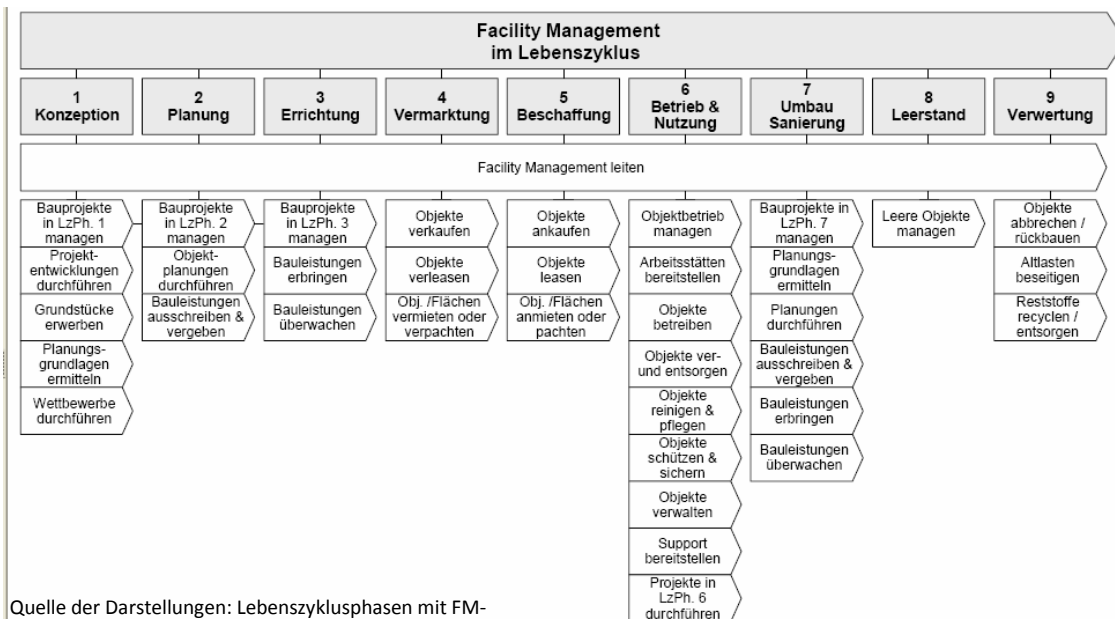 Facility Management
im Lebenszyklus
1
Konzeption
2
Planung
3
Errichtung
4
Vermarktung
5
Beschaffung
6
Betrieb &
Nutzung
7
Umbau
Sanierung
8
Leerstand
9
Verwertung
Facility Management leiten
Bauprojekte
in LzPh. 1
managen
Projekt-
entwicklungen
durchführen
Grundstücke
erwerben
Planungs-
grundlagen
ermitteln
Wettbewerbe
durchführen
Bauprojekte
in LzPh. 2
managen
Objekt-
planungen
durchführen
Bauleistungen
ausschreiben &
vergeben
Bauprojekte
in LzPh. 3
managen
Bauleistungen
erbringen
Bauleistungen
überwachen
Objekte
verkaufen
Objekte
verleasen
Obj. /Flächen
vermieten oder
verpachten
Objekte
ankaufen
Objekte
leasen
Obj. /Flächen
anmieten oder
pachten
Objektbetrieb
managen
Arbeitsstätten
bereitstellen
Objekte
betreiben
Objekte ver-
und entsorgen
Objekte
reinigen &
pflegen
Objekte
schützen &
sichern
Objekte
verwalten
Support
bereitstellen
Projekte in
LzPh. 6
durchführen
Bauprojekte in
LzPh. 7
managen
Planungs-
grundlagen
ermitteln
Planungen
durchführen
Bauleistungen
ausschreiben &
vergeben
Bauleistungen
erbringen
Bauleistungen
überwachen
Leere Objekte
managen
Objekte
abbrechen /
rückbauen
Altlasten
beseitigen
Reststoffe
recyclen /
entsorgen
Quelle der Darstellungen: Lebenszyklusphasen mit FM-